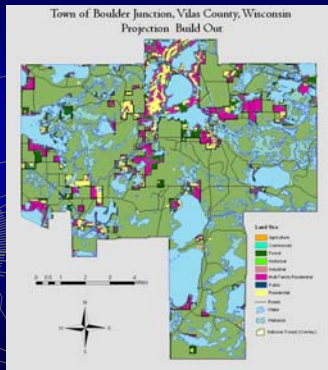 Town of Boulder Junction, Vilas County, Wisconsin
Projection Build Out
Land Use
Agriculture
Commercial
Forest
Industrial
Multi-Family Residential
Public
Residential
Roads
Water
Wetlands
National Forest (Overlay)
N
W
E
S